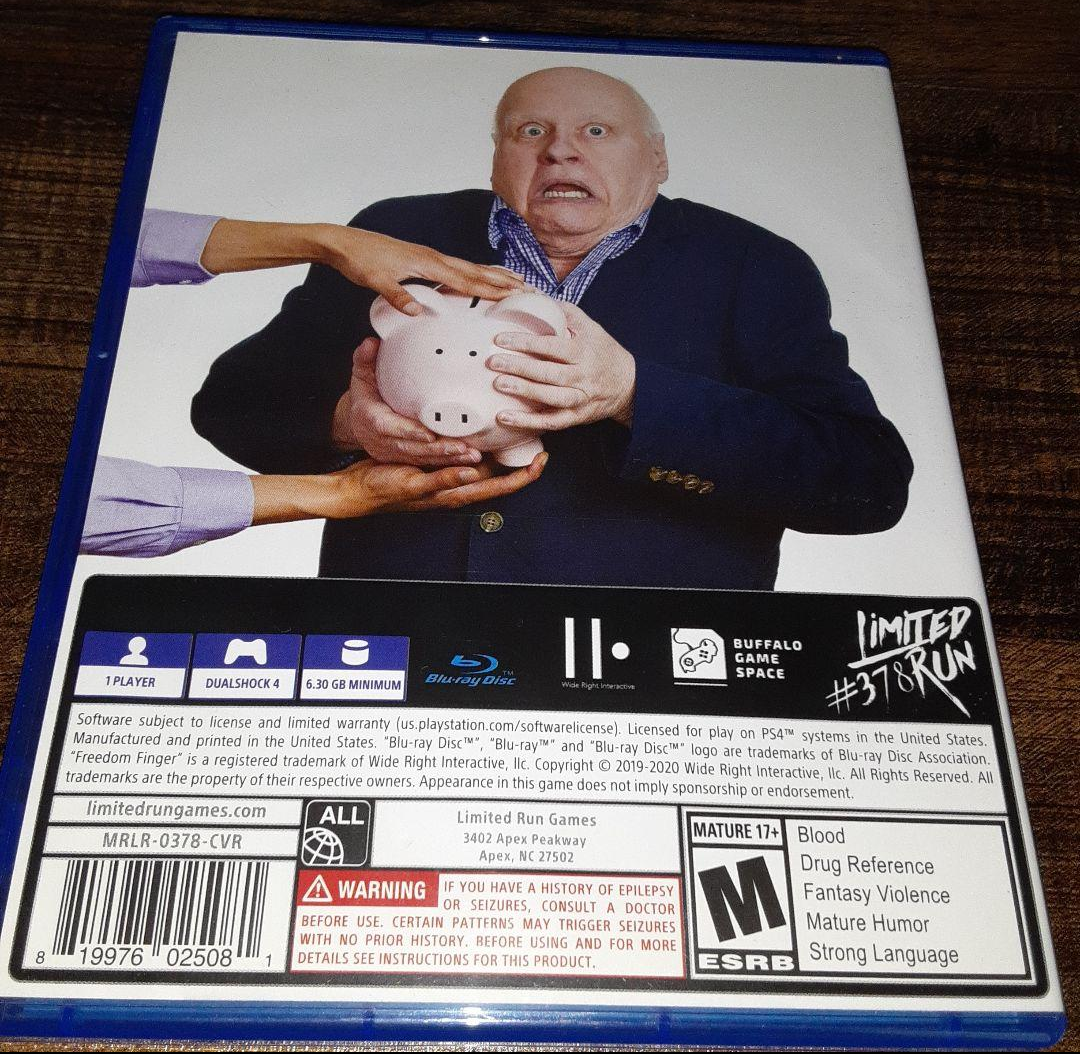 1 PLAYER
DUALSHOCK 4
6.30 GB MINIMUM
Blu-ray Disc™
Wide Right Interactive
BUFFALO
GAME
SPACE
LiMITED
RUN
#378
Software subject to license and limited warranty (us.playstation.com/softwarelicense). Licensed for play on PS4™ systems in the United States.
Manufactured and printed in the United States. "Blu-ray Disc™", "Blu-ray™" and "Blu-ray Disc™" logo are trademarks of Blu-ray Disc Association.
"Freedom Finger" is a registered trademark of Wide Right Interactive, llc. Copyright © 2019-2020 Wide Right Interactive, llc. All Rights Reserved. All
trademarks are the property of their respective owners. Appearance in this game does not imply sponsorship or endorsement.
limitedrungames.com
MRLR-0378-CVR
8 19976 02508 1
ALL
Limited Run Games
3402 Apex Peakway
Apex, NC 27502
WARNING IF YOU HAVE A HISTORY OF EPILEPSY
OR SEIZURES, CONSULT A DOCTOR
BEFORE USE. CERTAIN PATTERNS MAY TRIGGER SEIZURES
WITH NO PRIOR HISTORY. BEFORE USING AND FOR MORE
DETAILS SEE INSTRUCTIONS FOR THIS PRODUCT.
MATURE 17+
M
ESRB
Blood
Drug Reference
Fantasy Violence
Mature Humor
Strong Language